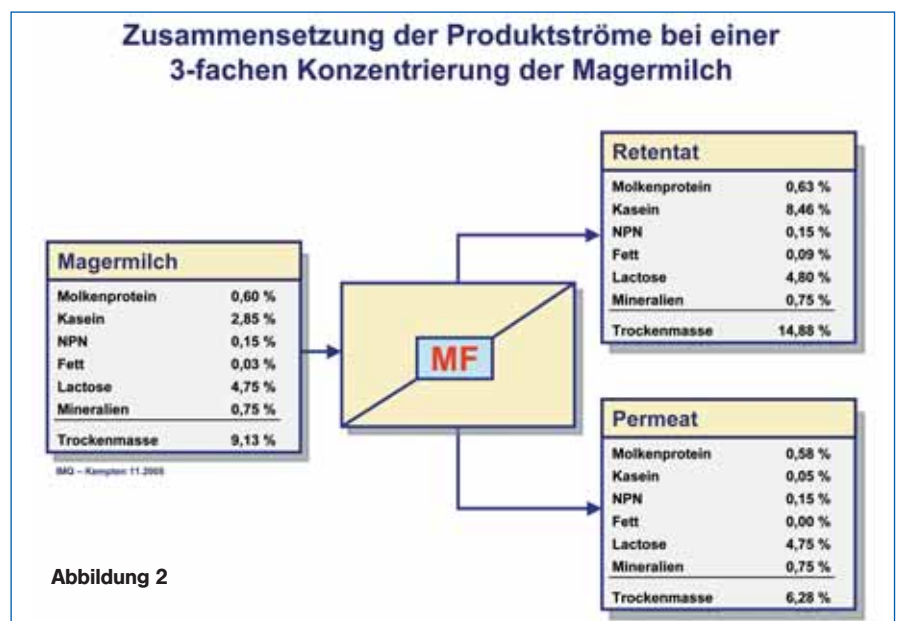 Zusammensetzung der Produktströme bei einer
3-fachen Konzentrierung der Magermilch
Magermilch
Molkenprotein 0,60 %
Kasein 2,85 %
NPN 0,15 %
Fett 0,03 %
Lactose 4,75 %
Mineralien 0,75 %
Trockenmasse 9,13 %
IMQ – Kempten 11.2005
MF
Retentat
Molkenprotein 0,63 %
Kasein 8,46 %
NPN 0,15 %
Fett 0,09 %
Lactose 4,80 %
Mineralien 0,75 %
Trockenmasse 14,88 %
Permeat
Molkenprotein 0,58 %
Kasein 0,05 %
NPN 0,15 %
Fett 0,00 %
Lactose 4,75 %
Mineralien 0,75 %
Trockenmasse 6,28 %
Abbildung 2